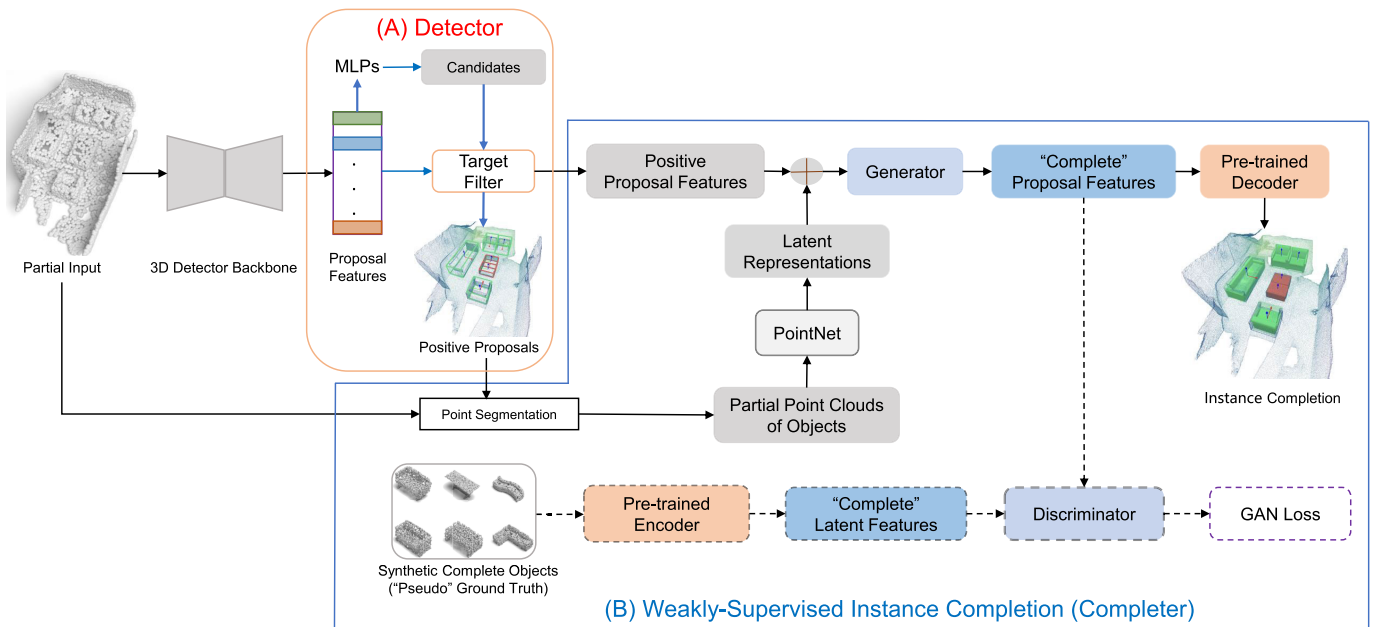 (A) Detector
MLPs
Candidates
Target
Filter
Partial Input
3D Detector Backbone
Proposal
Features
Positive Proposals
Positive
Proposal Features
Generator
“Complete”
Proposal Features
Pre-trained
Decoder
Latent
Representations
PointNet
Instance Completion
Point Segmentation
Partial Point Clouds
of Objects
Pre-trained
Encoder
“Complete”
Latent Features
Discriminator
GAN Loss
Synthetic Complete Objects
(“Pseudo” Ground Truth)
(B) Weakly-Supervised Instance Completion (Completer)